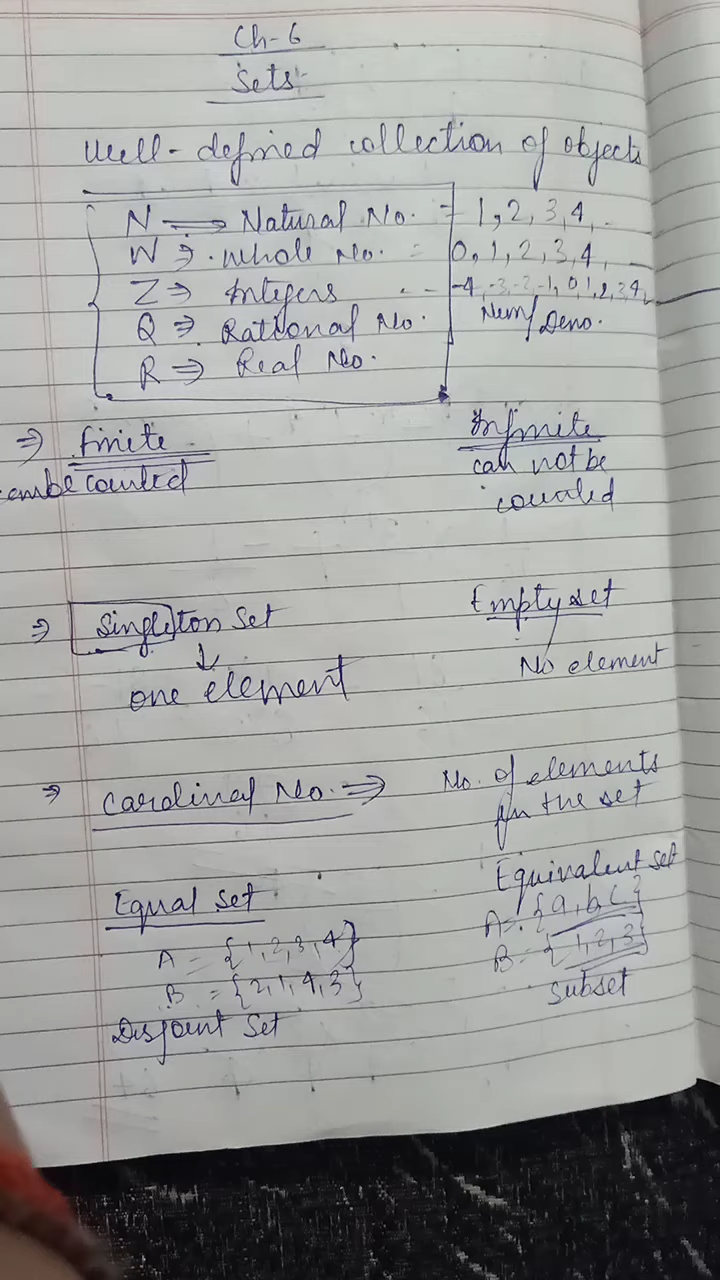 Ch-6
Sets
Well-defined collection of objects
N ⟹ Natural No. = 1, 2, 3, 4, ..
W ⇒ Whole No. = 0, 1, 2, 3, 4,
Z ⇒ Integers .. -4, -3, -2, -1, 0, 1, 2, 3, 4,
Q ⇒ Rational No. Num/Deno.
R ⇒ Real No.
⇒ finite Infinite
can be counted can not be
counted
⇒ Singleton Set Empty set
↓ No element
one element
⇒ Cardinal No. ⇒ No. of elements
in the set
Equal Set Equivalent set
A = {1, 2, 3, 4} A = {a, b, c}
B = {2, 1, 4, 3} B = {1, 2, 3}
Disjoint Set Subset